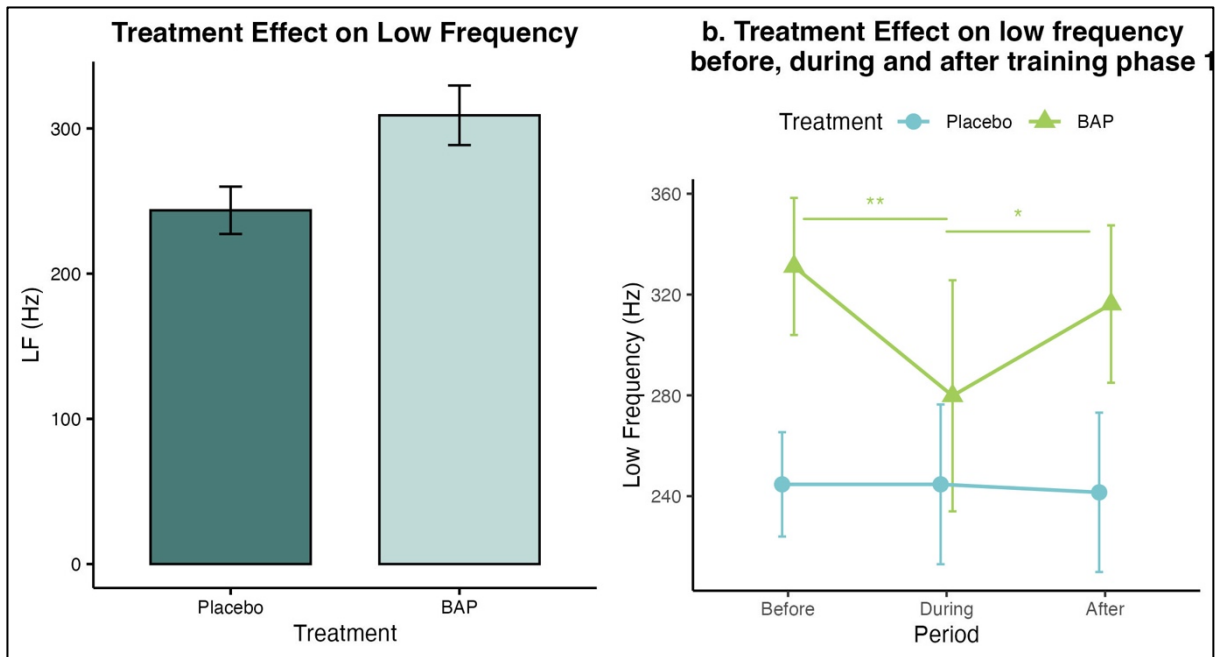 Treatment Effect on Low Frequency
300
200
100
0
LF (Hz)
Placebo
BAP
Treatment
b. Treatment Effect on low frequency
before, during and after training phase 1
Treatment
Placebo
BAP
360
320
280
240
Low Frequency (Hz)
**
*
Before
During
After
Period